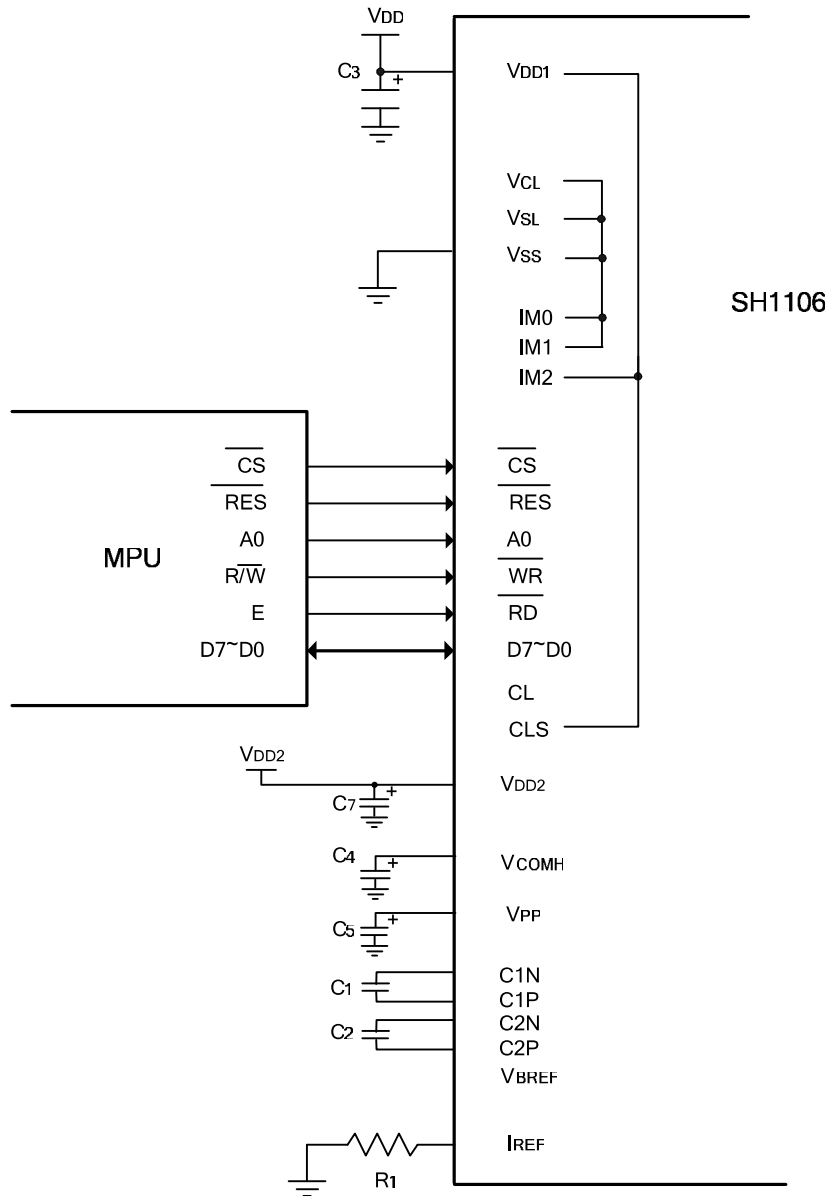 VDD
C3
+
VDD1
VCL
VSL
VSS
SH1106
IM0
IM1
IM2
CS CS
RES RES
A0 A0
MPU
R/W WR
E RD
D7~D0 D7~D0
CL
CLS
VDD2
VDD2
C7 +
C4 + VCOMH
C5 + VPP
C1N
C1
C1P
C2N
C2
C2P
VBREF
IREF
R1